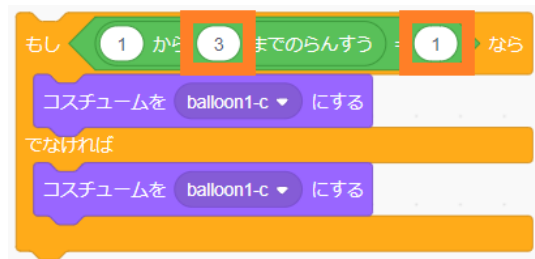 もし 1 から 3 までのらんすう = 1 なら
コスチュームを balloon1-c にする
でなければ
コスチュームを balloon1-c にする